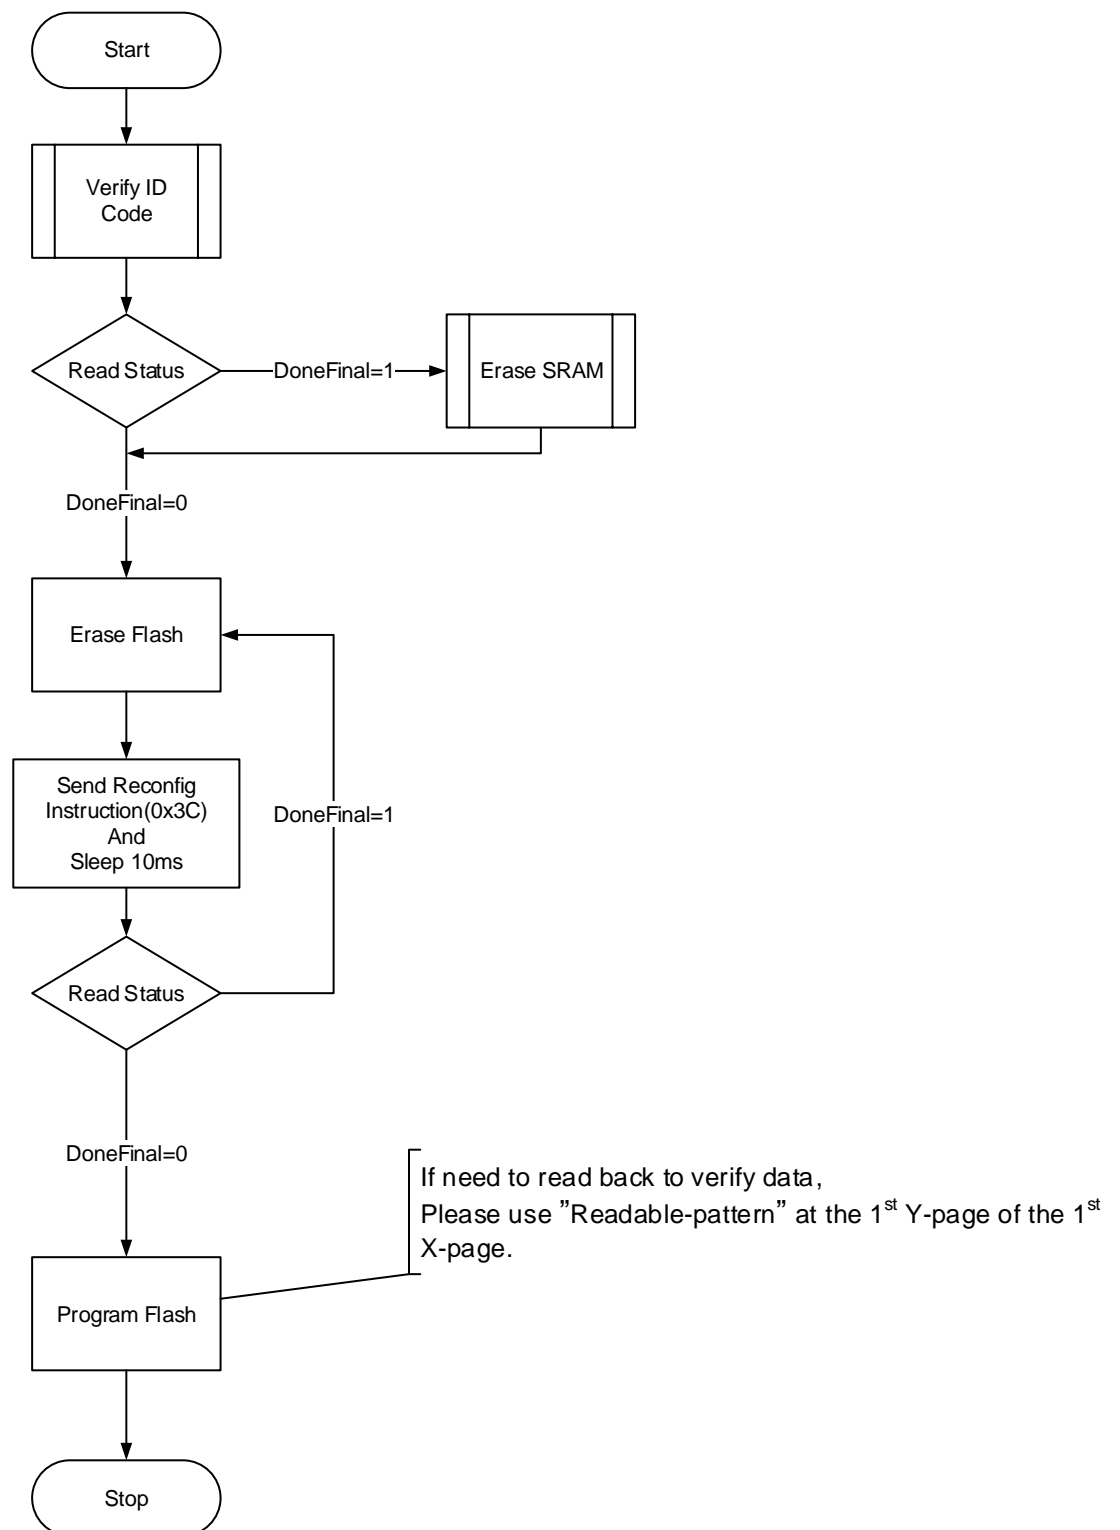 Start
Verify ID
Code
Read Status
DoneFinal=1
Erase SRAM
DoneFinal=0
Erase Flash
Send Reconfig
Instruction(0x3C)
And
Sleep 10ms
DoneFinal=1
Read Status
DoneFinal=0
If need to read back to verify data,
Please use ”Readable-pattern” at the 1st Y-page of the 1st
X-page.
Program Flash
Stop